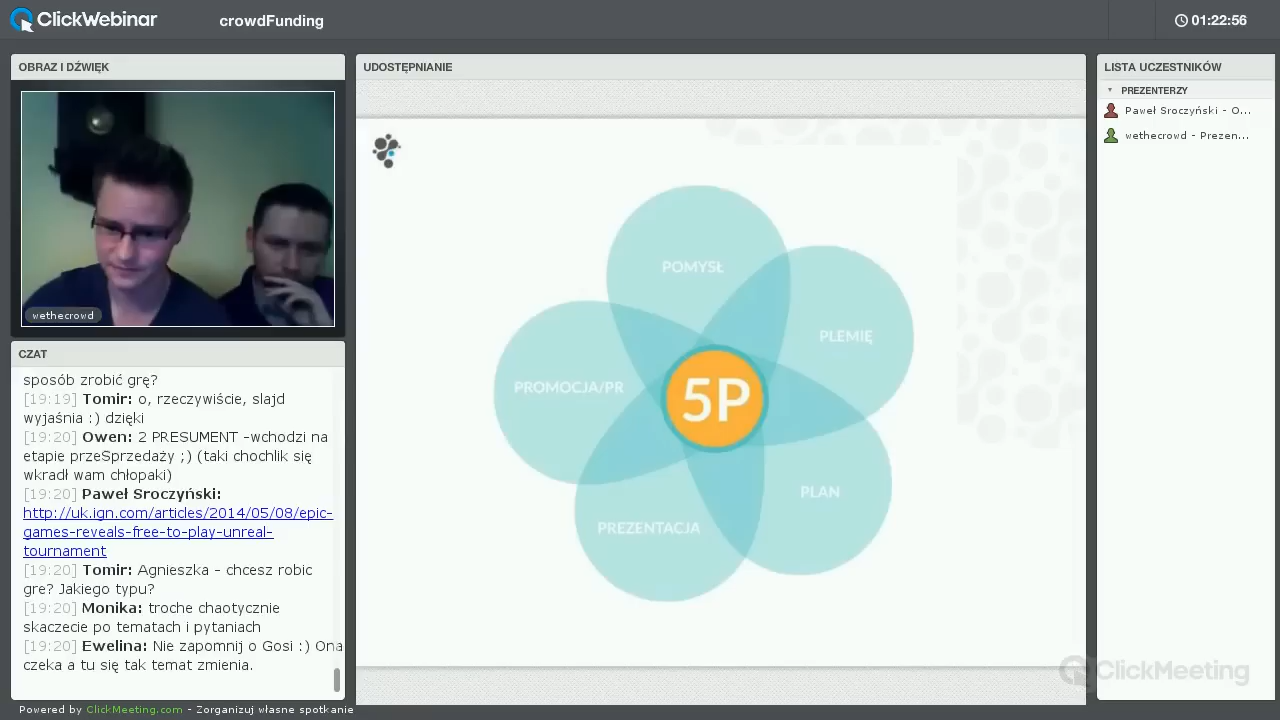 ClickWebinar
crowdFunding
01:22:56
OBRAZ I DŹWIĘK
wethecrowd
CZAT
sposób zrobić grę?
[19:19] Tomir: o, rzeczywiście, slajd
wyjaśnia :) dzięki
[19:20] Owen: 2 PRESUMENT -wchodzi na
etapie przeSprzedaży ;) (taki chochlik się
wkradł wam chłopaki)
[19:20] Paweł Sroczyński:
http://uk.ign.com/articles/2014/05/08/epic-
games-reveals-free-to-play-unreal-
tournament
[19:20] Tomir: Agnieszka - chcesz robic
gre? Jakiego typu?
[19:20] Monika: troche chaotycznie
skaczecie po tematach i pytaniach
[19:20] Ewelina: Nie zapomnij o Gosi :) Ona
czeka a tu się tak temat zmienia.
UDOSTĘPNIANIE
POMYSŁ
PLEMIĘ
PROMOCJA/PR
5P
PLAN
PREZENTACJA
LISTA UCZESTNIKÓW
PREZENTERZY
Paweł Sroczyński - O...
wethecrowd - Prezen...
ClickMeeting
Powered by ClickMeeting.com - Zorganizuj własne spotkanie